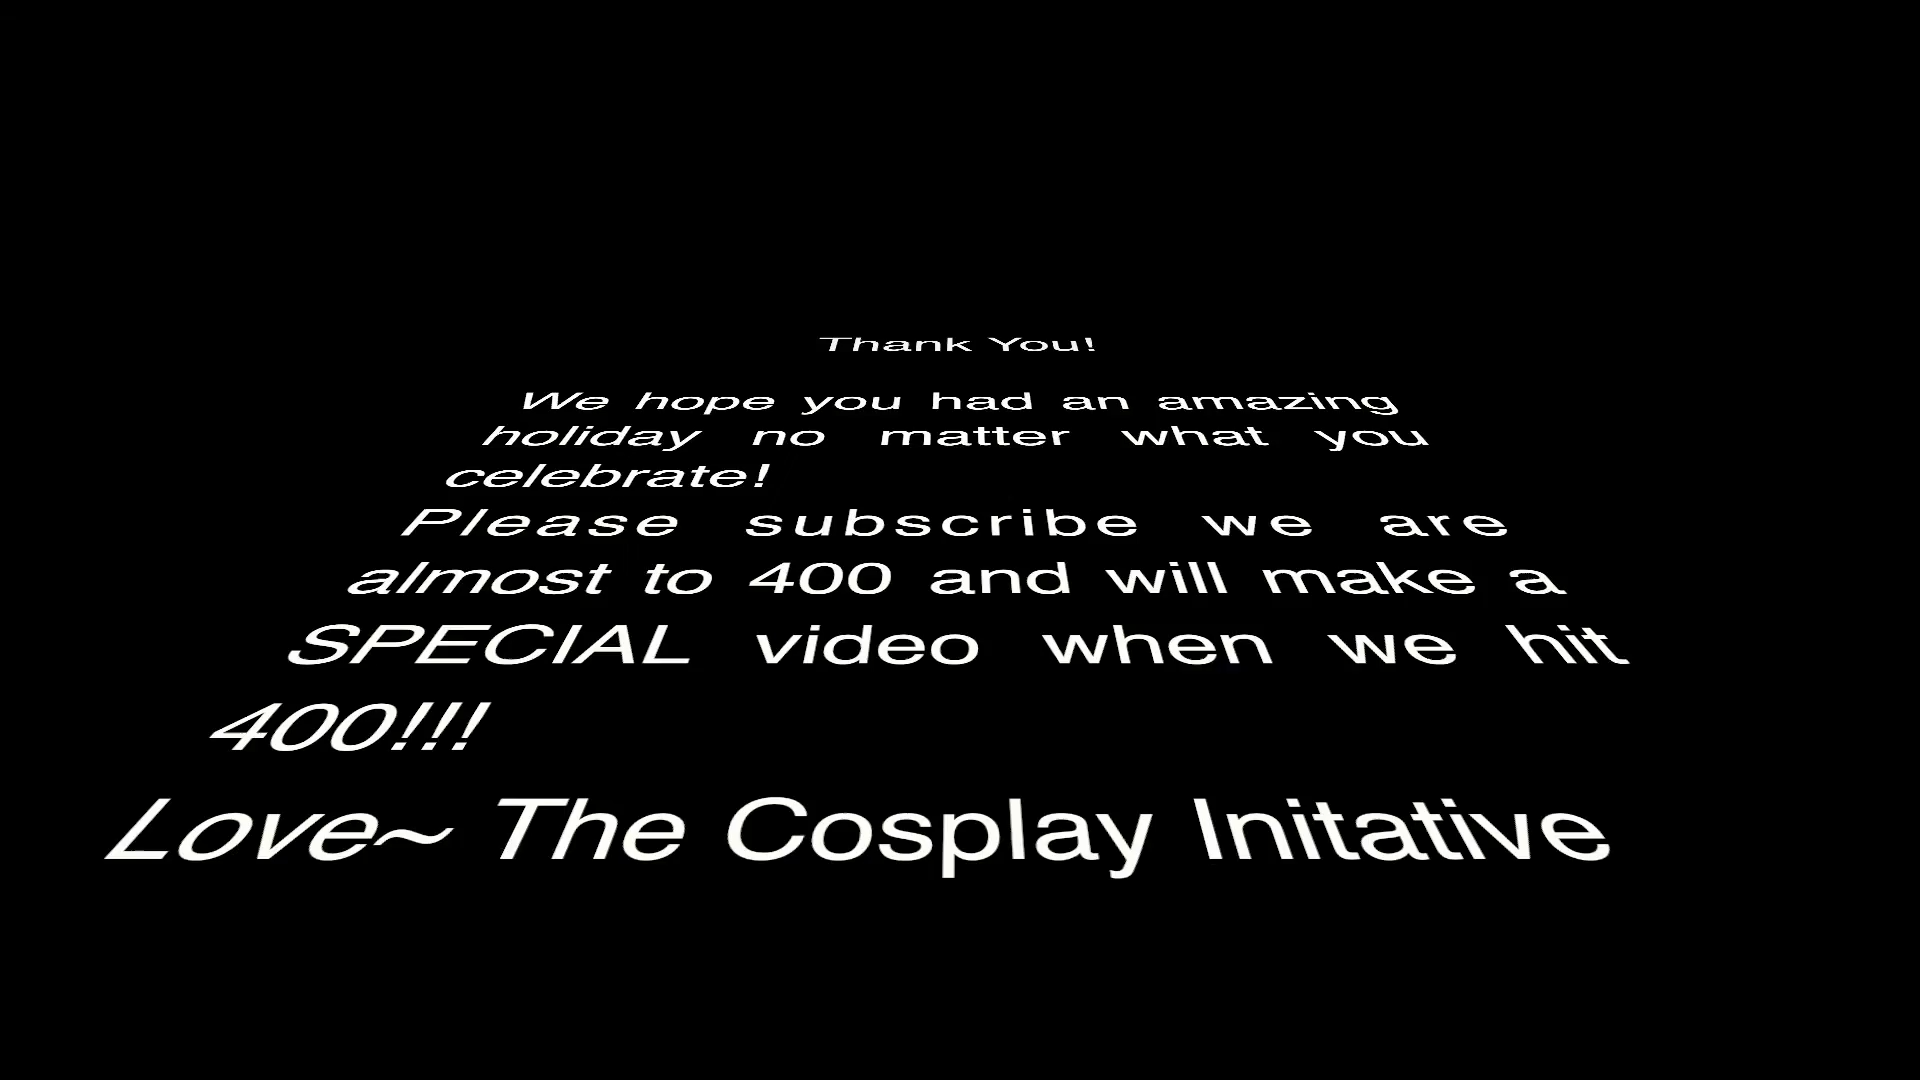 Thank You!
We hope you had an amazing
holiday no matter what you
celebrate!
Please subscribe we are
almost to 400 and will make a
SPECIAL video when we hit
400!!!
Love~ The Cosplay Initative